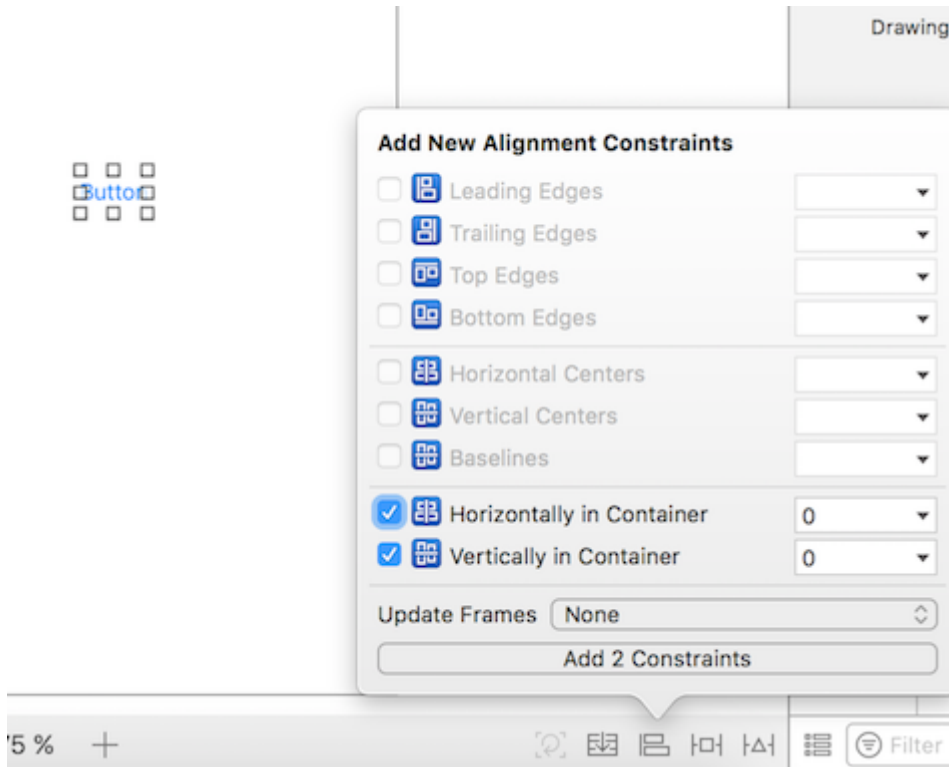 Drawing
Add New Alignment Constraints
Button
Leading Edges
Trailing Edges
Top Edges
Bottom Edges
Horizontal Centers
Vertical Centers
Baselines
Horizontally in Container 0
Vertically in Container 0
Update Frames None
Add 2 Constraints
75 % Filter